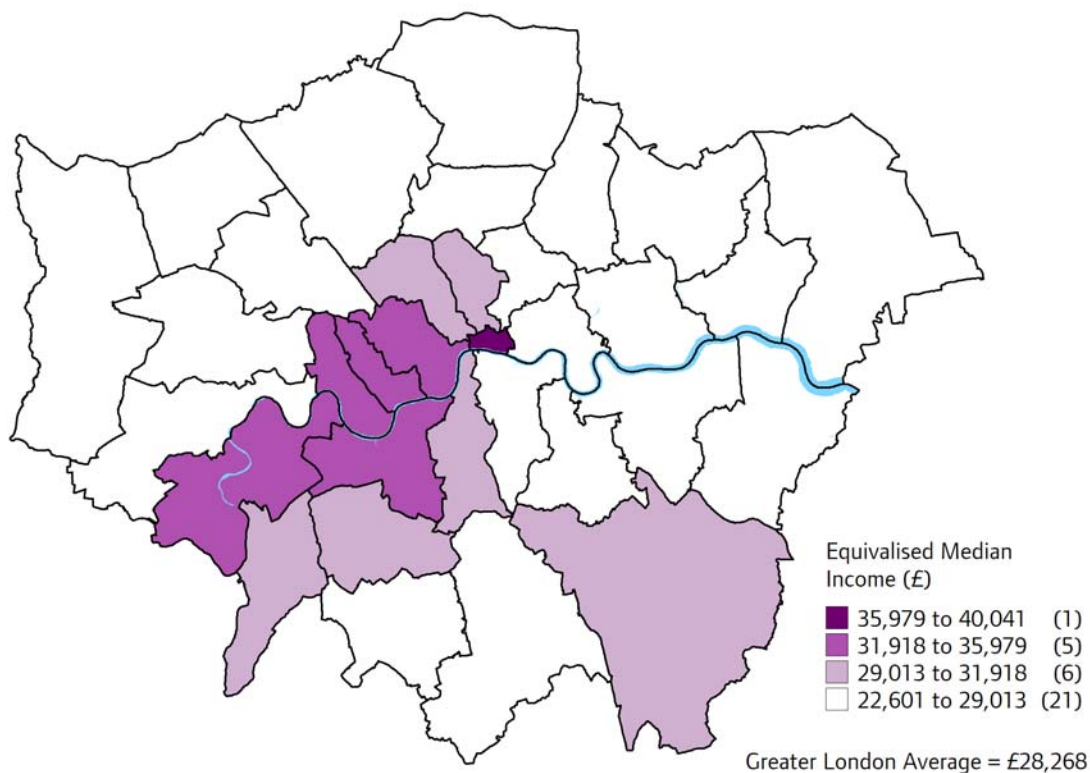 Equivalised Median
Income (£)
35,979 to 40,041 (1)
31,918 to 35,979 (5)
29,013 to 31,918 (6)
22,601 to 29,013 (21)
Greater London Average = £28,268